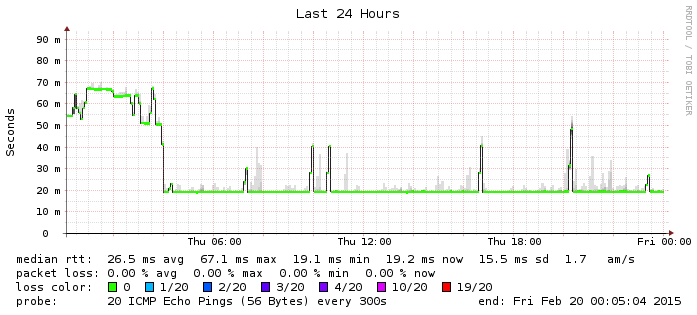 Last 24 Hours
RRDTOOL / TOBI OETIKER
Seconds
90 m
80 m
70 m
60 m
50 m
40 m
30 m
20 m
10 m
0
Thu 06:00 Thu 12:00 Thu 18:00 Fri 00:00
median rtt: 26.5 ms avg 67.1 ms max 19.1 ms min 19.2 ms now 15.5 ms sd 1.7 am/s
packet loss: 0.00 % avg 0.00 % max 0.00 % min 0.00 % now
loss color: 0 1/20 2/20 3/20 4/20 10/20 19/20
probe: 20 ICMP Echo Pings (56 Bytes) every 300s end: Fri Feb 20 00:05:04 2015